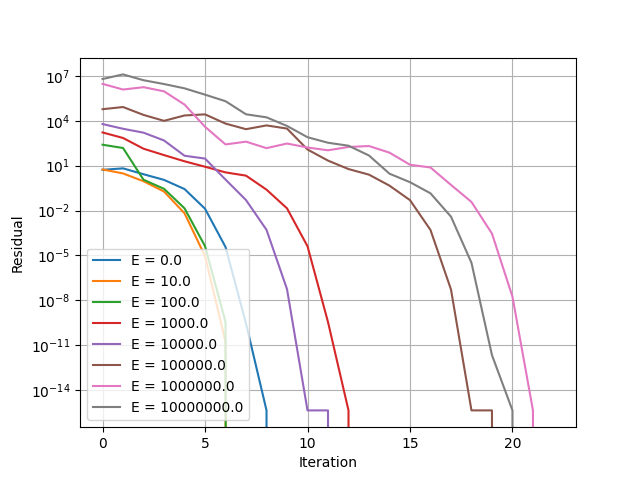 10^7
10^4
10^1
10^−2
10^−5
10^−8
10^−11
10^−14
Residual
E = 0.0
E = 10.0
E = 100.0
E = 1000.0
E = 10000.0
E = 100000.0
E = 1000000.0
E = 10000000.0
0 5 10 15 20
Iteration